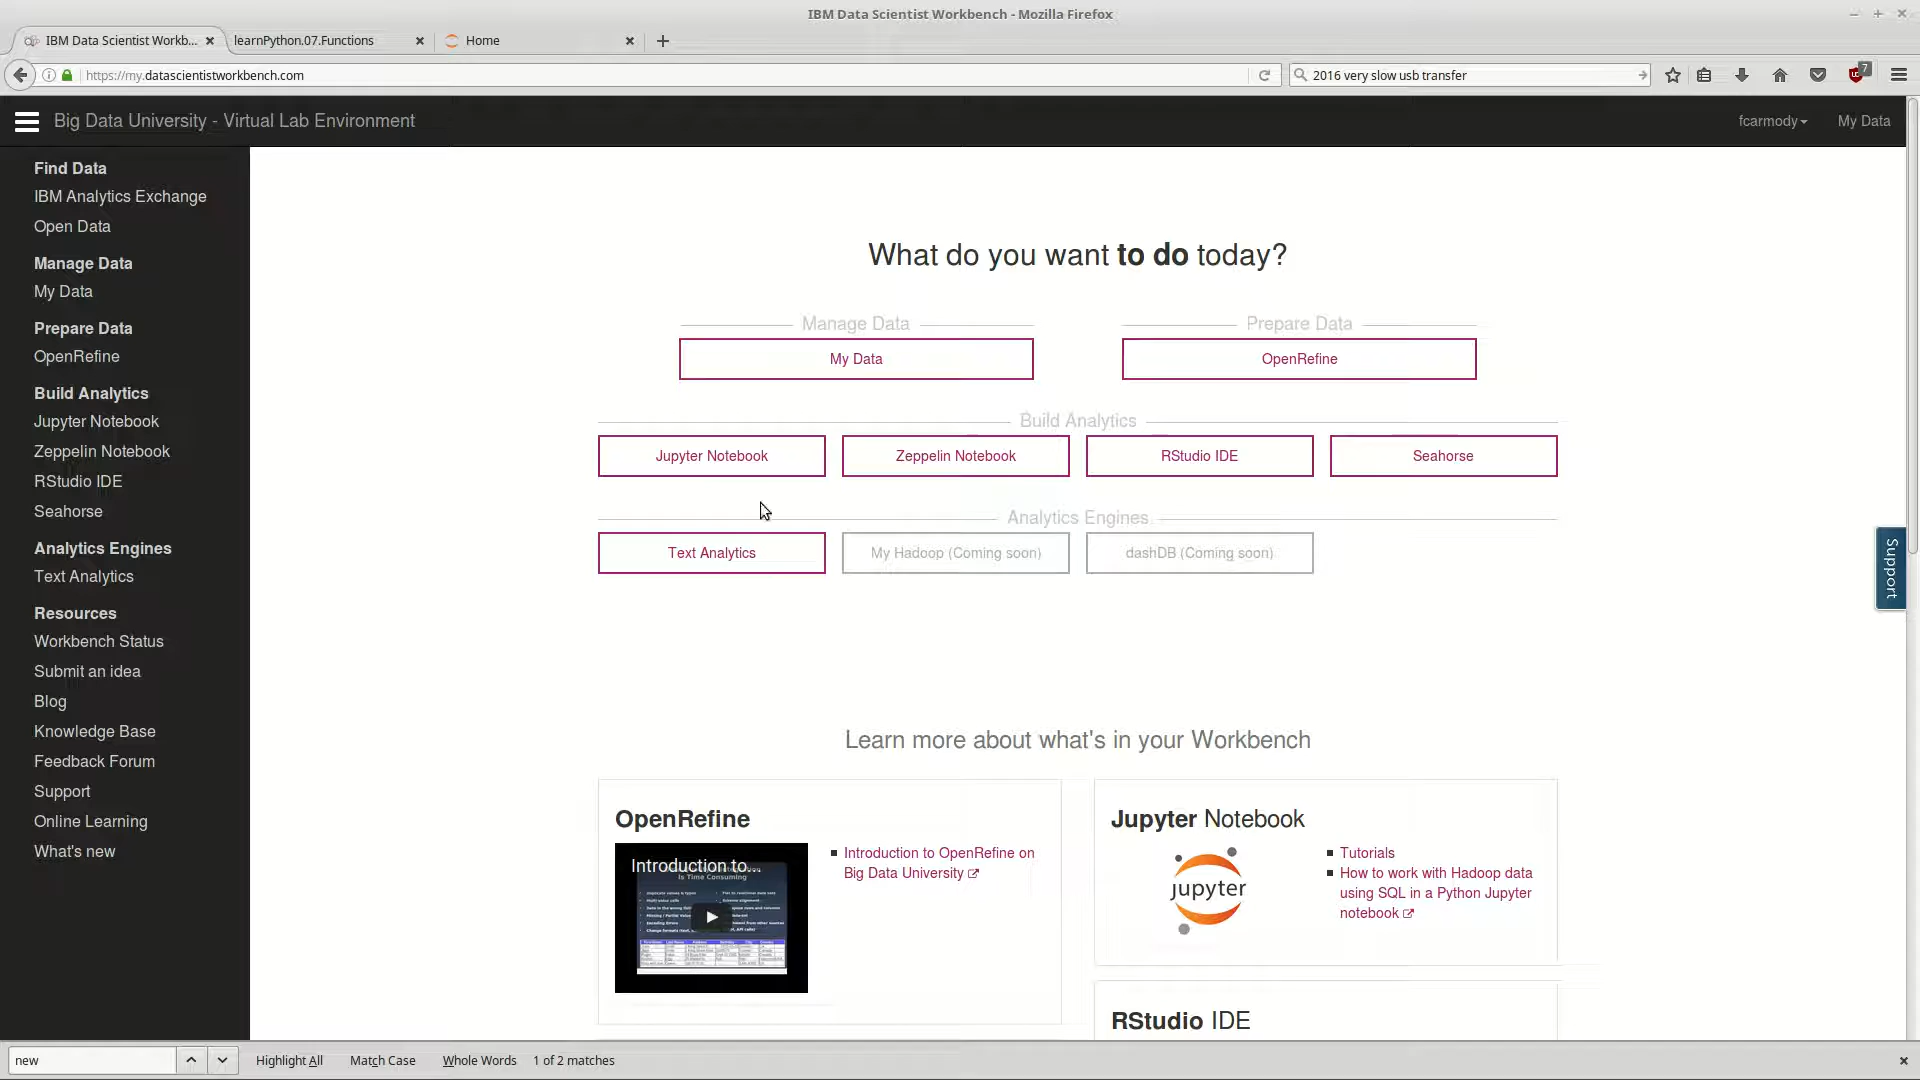 IBM Data Scientist Workbench - Mozilla Firefox
IBM Data Scientist Workb...
learnPython.07.Functions
Home
https://my.datascientistworkbench.com
2016 very slow usb transfer
7
Big Data University - Virtual Lab Environment
fcarmody
My Data
Find Data
IBM Analytics Exchange
Open Data
Manage Data
My Data
Prepare Data
OpenRefine
Build Analytics
Jupyter Notebook
Zeppelin Notebook
RStudio IDE
Seahorse
Analytics Engines
Text Analytics
Resources
Workbench Status
Submit an idea
Blog
Knowledge Base
Feedback Forum
Support
Online Learning
What's new
What do you want to do today?
Manage Data
My Data
Prepare Data
OpenRefine
Build Analytics
Jupyter Notebook
Zeppelin Notebook
RStudio IDE
Seahorse
Analytics Engines
Text Analytics
My Hadoop (Coming soon)
dashDB (Coming soon)
Support
Learn more about what's in your Workbench
OpenRefine
Introduction to...
Is Time Consuming
Introduction to OpenRefine on
Big Data University
Jupyter Notebook
jupyter
Tutorials
How to work with Hadoop data
using SQL in a Python Jupyter
notebook
RStudio IDE
new
Highlight All
Match Case
Whole Words
1 of 2 matches